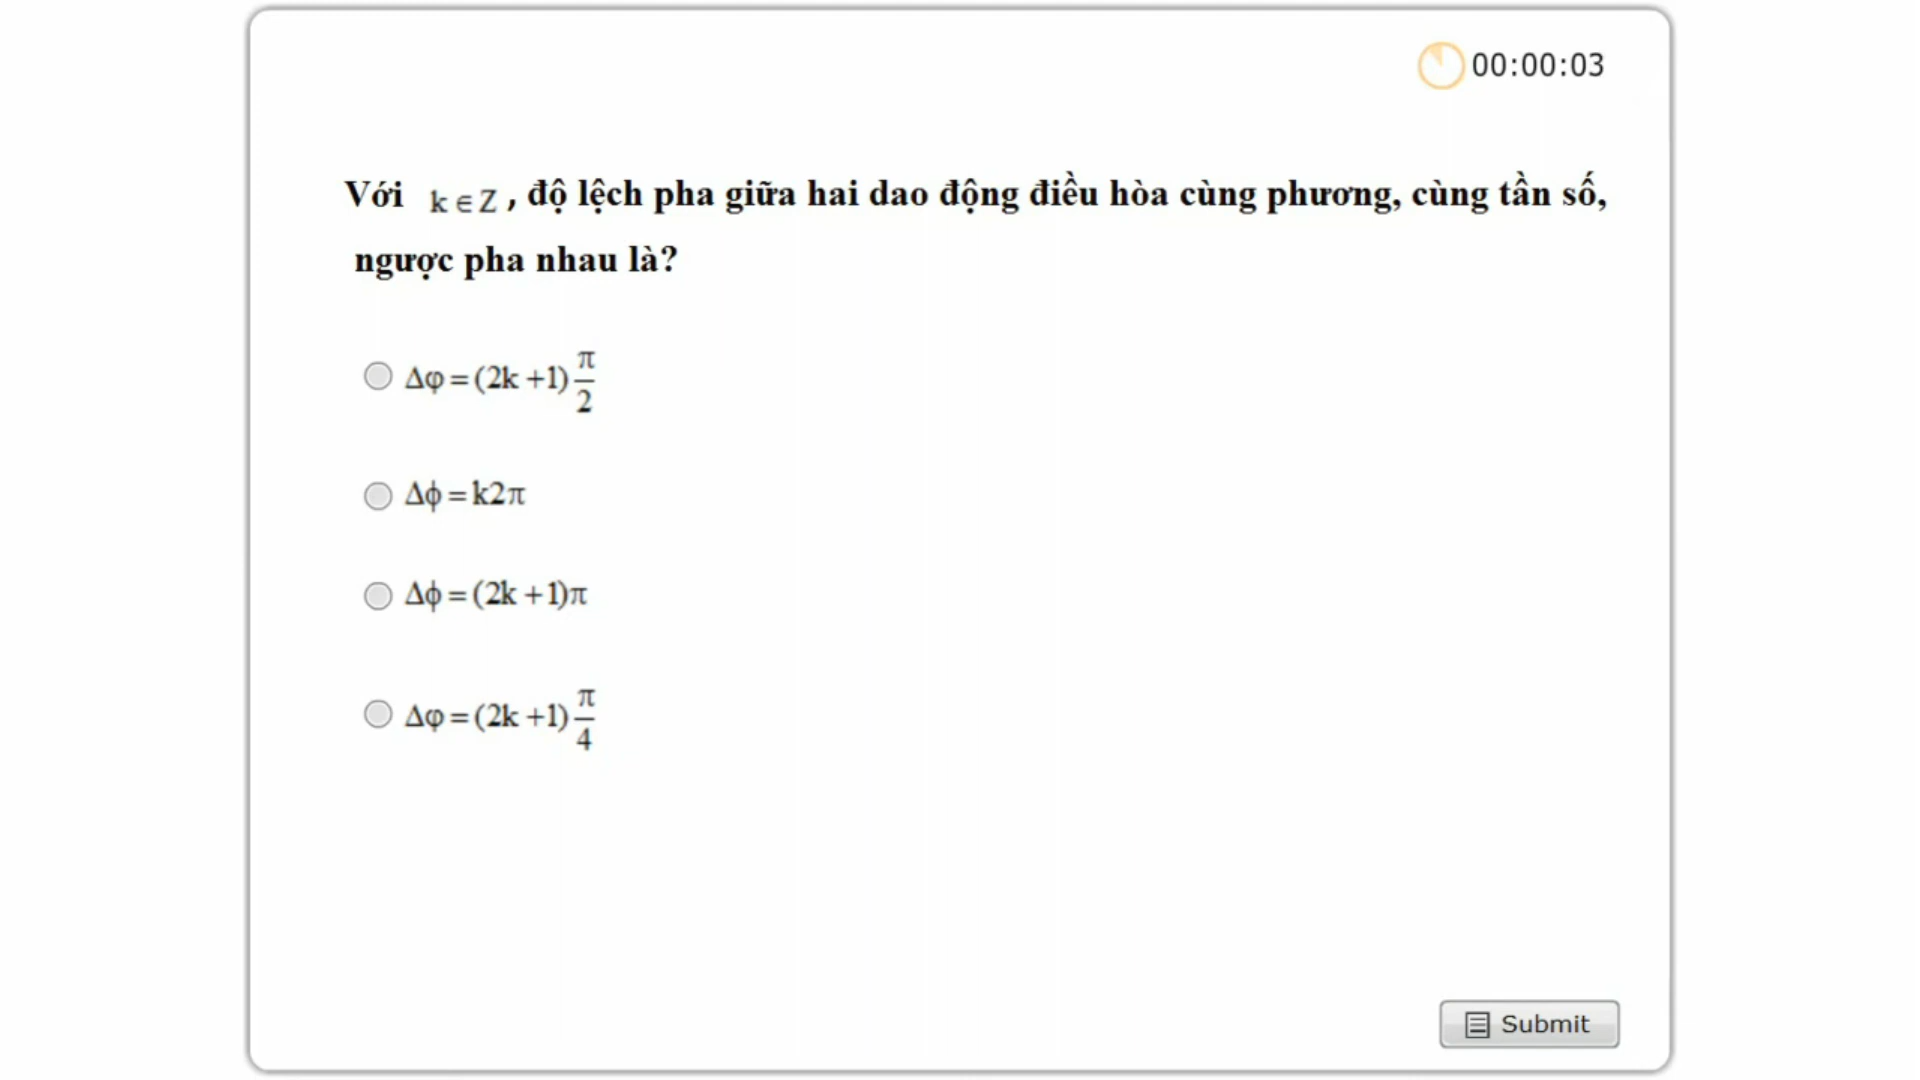 00:00:03
Với k ∈ Z , độ lệch pha giữa hai dao động điều hòa cùng phương, cùng tần số,
ngược pha nhau là?
Δφ = (2k +1) π/2
Δϕ = k2π
Δϕ = (2k + 1)π
Δφ = (2k +1) π/4
Submit